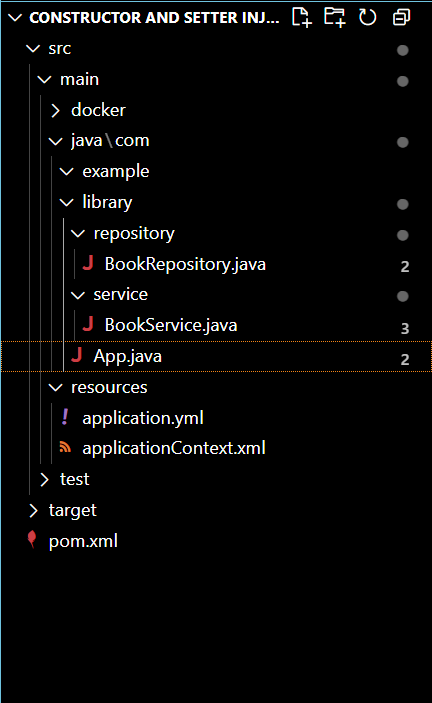 CONSTRUCTOR AND SETTER INJ...
src
main
docker
java\com
example
library
repository
BookRepository.java 2
service
BookService.java 3
App.java 2
resources
application.yml
applicationContext.xml
test
target
pom.xml